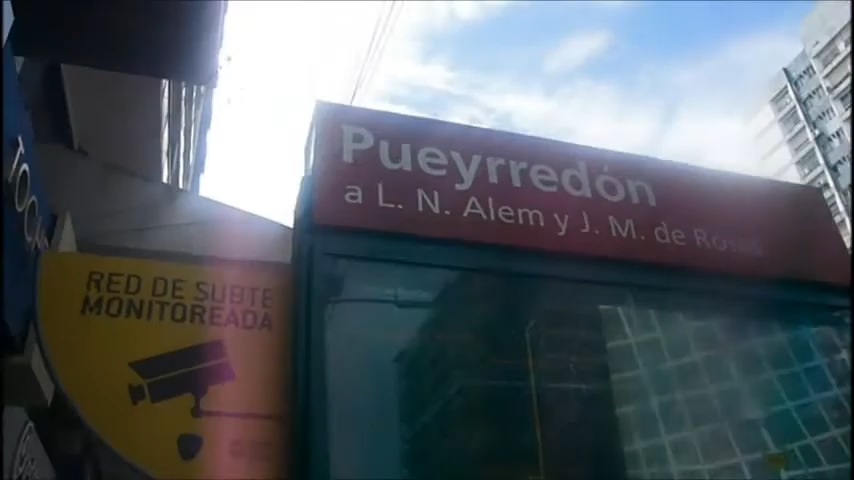 Pueyrredón
a L. N. Alem y J. M. de Rosas
RED DE SUBTE
MONITOREADA